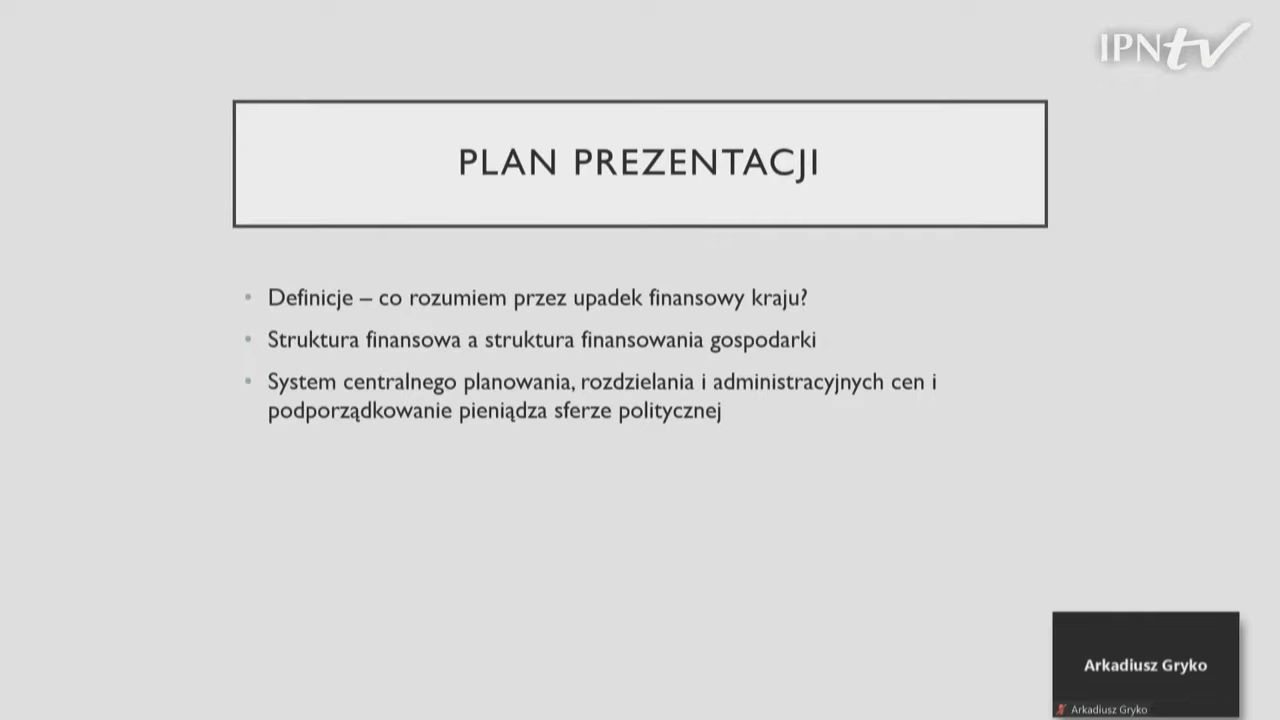 IPNtv
PLAN PREZENTACJI
• Definicje – co rozumiem przez upadek finansowy kraju?
• Struktura finansowa a struktura finansowania gospodarki
• System centralnego planowania, rozdzielania i administracyjnych cen i
podporządkowanie pieniądza sferze politycznej
Arkadiusz Gryko
Arkadiusz Gryko